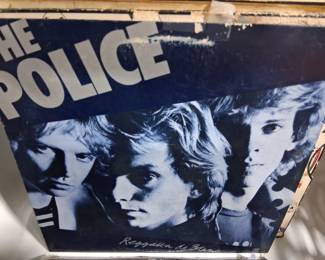 THE
POLICE
Reggatta de Blanc